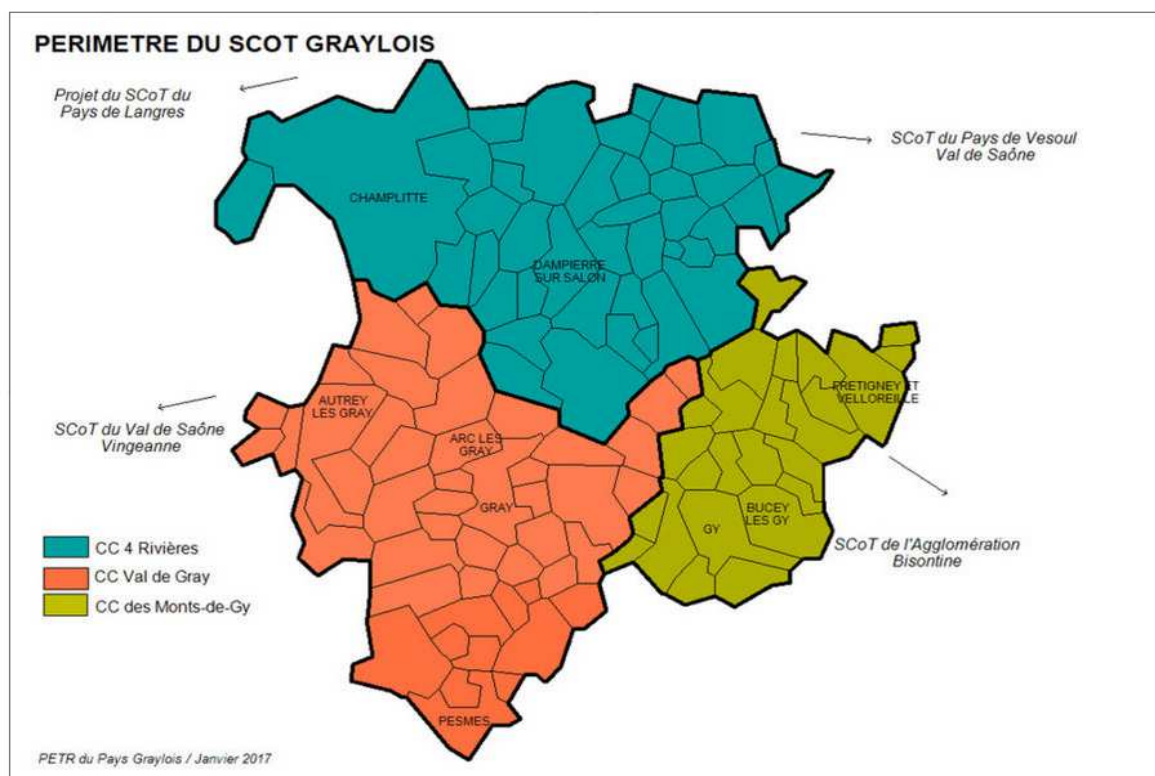 PERIMETRE DU SCOT GRAYLOIS
Projet du SCoT du
Pays de Langres
SCoT du Pays de Vesoul
Val de Saône
CHAMPLITTE
DAMPIERRE
SUR SALON
FRETIGNEY ET
VELLOREILLE
AUTREY
LES GRAY
SCoT du Val de Saône
Vingeanne
ARC LES
GRAY
GRAY
BUCEY
LES GY
GY
SCoT de l'Agglomération
Bisontine
CC 4 Rivières
CC Val de Gray
CC des Monts-de-Gy
PESMES
PETR du Pays Graylois / Janvier 2017